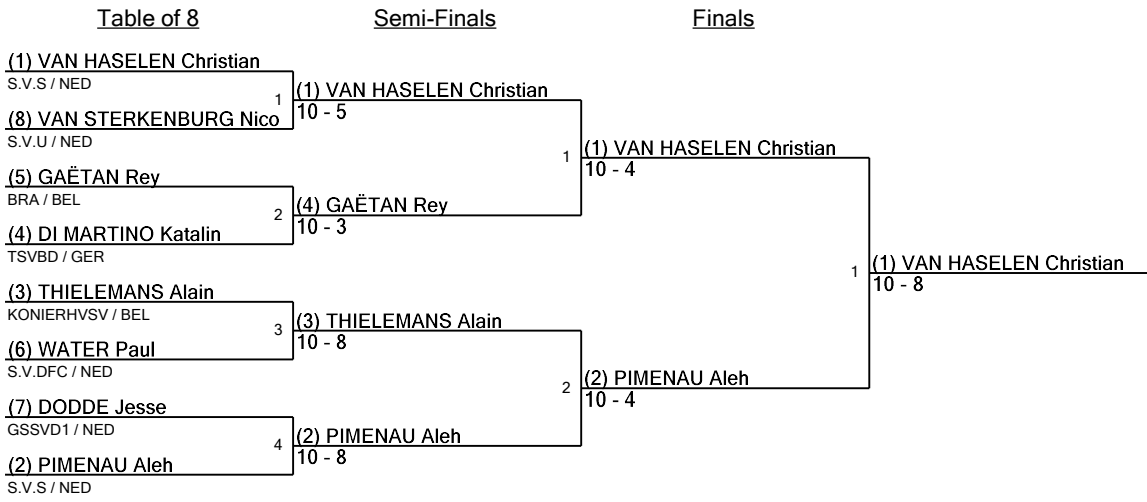 Table of 8
Semi-Finals
Finals
(1) VAN HASELEN Christian
S.V.S / NED
1
(8) VAN STERKENBURG Nico
S.V.U / NED
(5) GAËTAN Rey
BRA / BEL
2
(4) DI MARTINO Katalin
TSVBD / GER
(3) THIELEMANS Alain
KONIERHVSV / BEL
3
(6) WATER Paul
S.V.DFC / NED
(7) DODDE Jesse
GSSVD1 / NED
4
(2) PIMENAU Aleh
S.V.S / NED
(1) VAN HASELEN Christian
10 - 5
1
(4) GAËTAN Rey
10 - 3
(3) THIELEMANS Alain
10 - 8
2
(2) PIMENAU Aleh
10 - 8
(1) VAN HASELEN Christian
10 - 4
1
(2) PIMENAU Aleh
10 - 4
(1) VAN HASELEN Christian
10 - 8